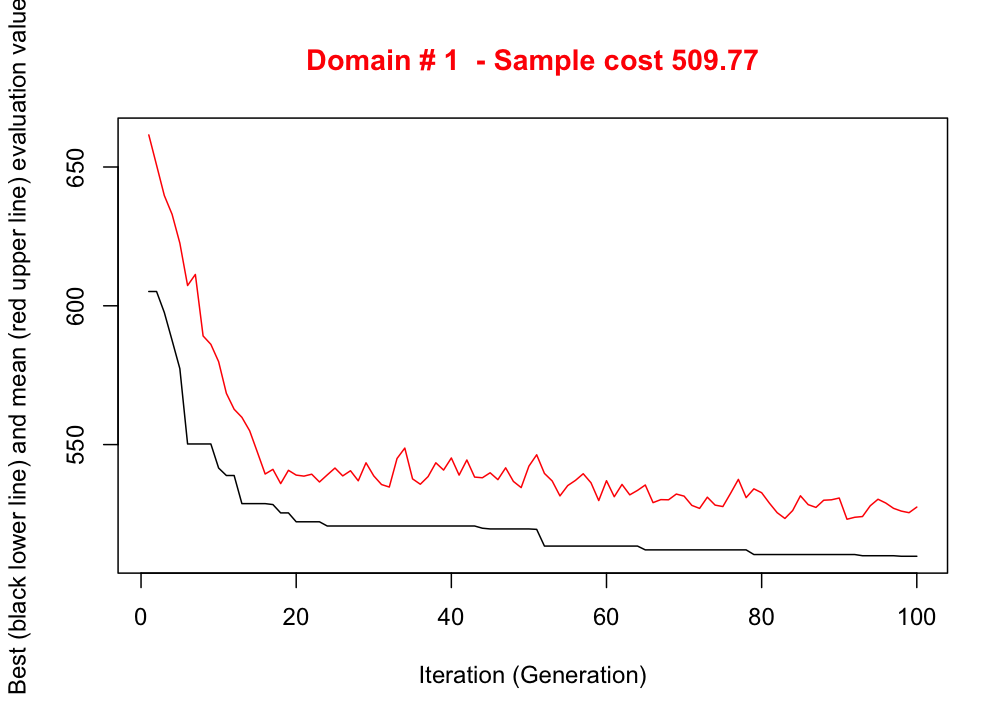 Domain # 1  - Sample cost 509.77
Best (black lower line) and mean (red upper line) evaluation value
650
600
550
0 20 40 60 80 100
Iteration (Generation)